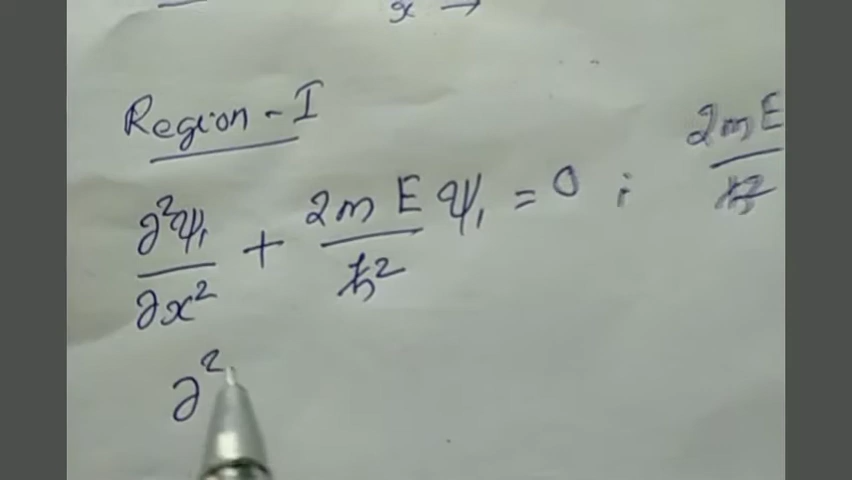 x →
Region - I
∂²ψ₁/∂x² + 2mE/ħ² ψ₁ = 0 ; 2mE/ħ²
∂²